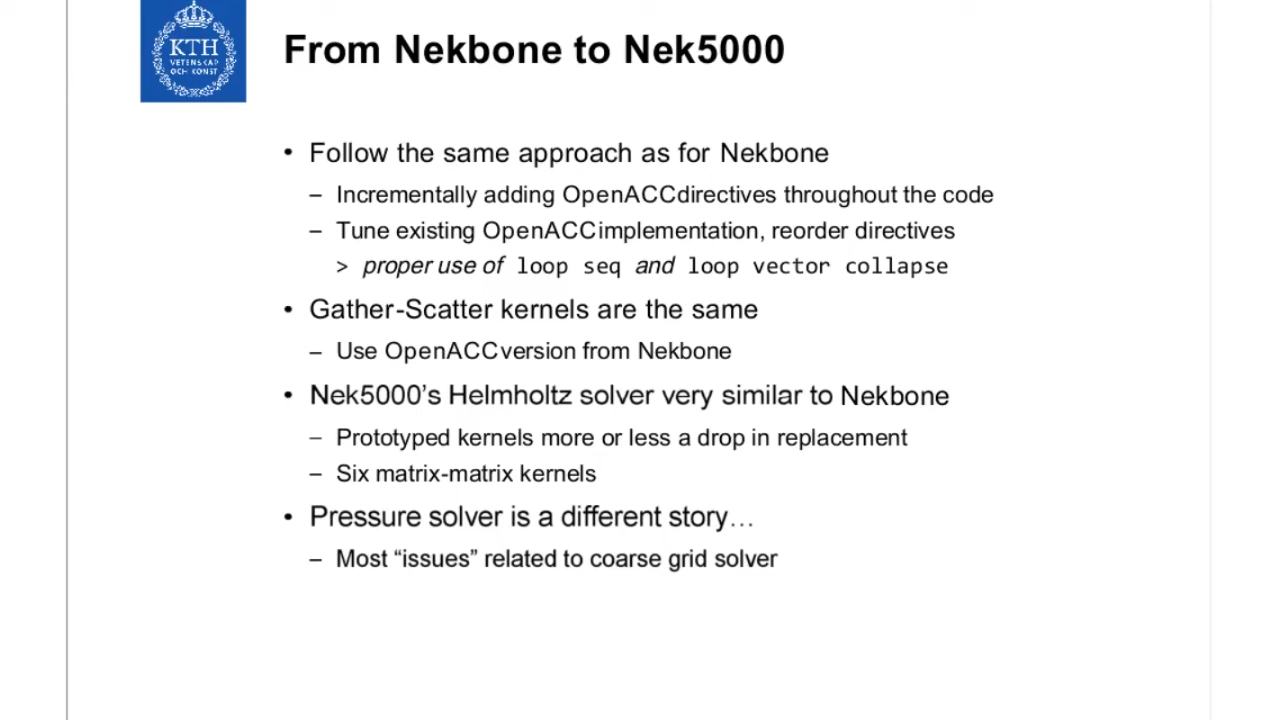 KTH
VETENSKAP
OCH KONST
From Nekbone to Nek5000
• Follow the same approach as for Nekbone
– Incrementally adding OpenACCdirectives throughout the code
– Tune existing OpenACCimplementation, reorder directives
> proper use of loop seq and loop vector collapse
• Gather-Scatter kernels are the same
– Use OpenACCversion from Nekbone
• Nek5000’s Helmholtz solver very similar to Nekbone
– Prototyped kernels more or less a drop in replacement
– Six matrix-matrix kernels
• Pressure solver is a different story…
– Most “issues” related to coarse grid solver